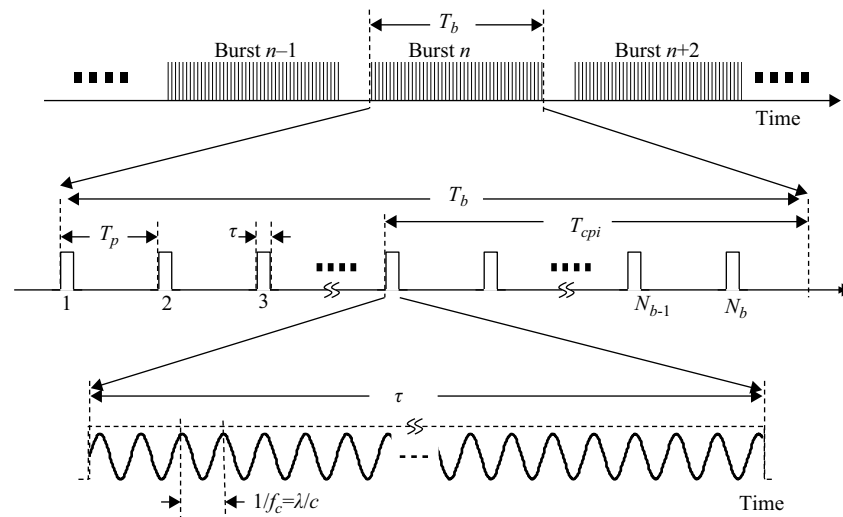 T_b
Burst n–1
Burst n
Burst n+2
Time
T_b
T_cpi
T_p
τ
1
2
3
N_b-1
N_b
τ
1/f_c=λ/c
Time